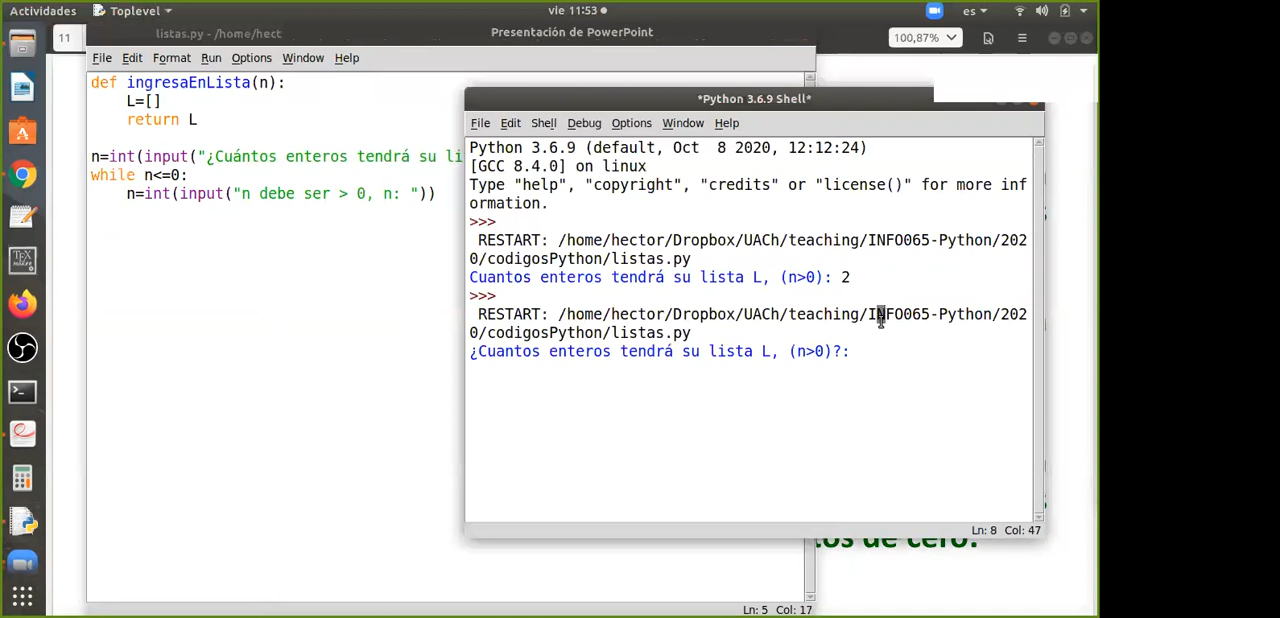 Actividades Toplevel vie 11:53 es
11 listas.py - /home/hect Presentación de PowerPoint 100,87%
File Edit Format Run Options Window Help
def ingresaEnLista(n):
L=[]
return L
n=int(input("¿Cuántos enteros tendrá su li
while n<=0:
n=int(input("n debe ser > 0, n: "))
Ln: 5 Col: 17
*Python 3.6.9 Shell*
File Edit Shell Debug Options Window Help
Python 3.6.9 (default, Oct 8 2020, 12:12:24)
[GCC 8.4.0] on linux
Type "help", "copyright", "credits" or "license()" for more inf
ormation.
>>>
RESTART: /home/hector/Dropbox/UACh/teaching/INFO065-Python/202
0/codigosPython/listas.py
Cuantos enteros tendrá su lista L, (n>0): 2
>>>
RESTART: /home/hector/Dropbox/UACh/teaching/INFO065-Python/202
0/codigosPython/listas.py
¿Cuantos enteros tendrá su lista L, (n>0)?:
Ln: 8 Col: 47
de cero.